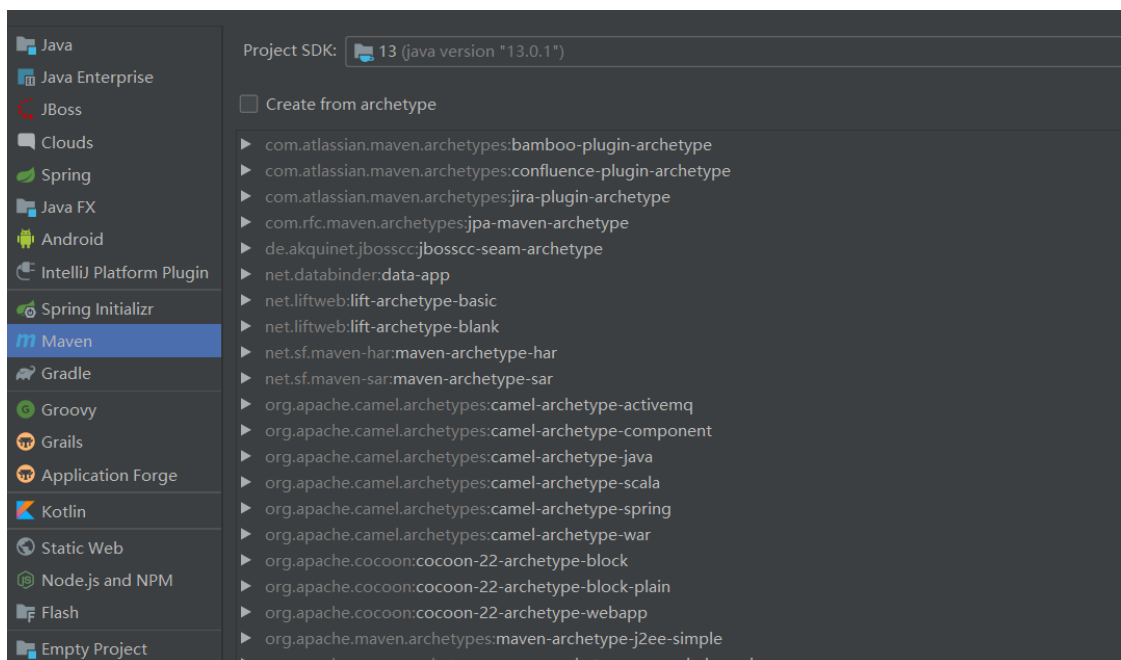 Java
Java Enterprise
JBoss
Clouds
Spring
Java FX
Android
IntelliJ Platform Plugin
Spring Initializr
Maven
Gradle
Groovy
Grails
Application Forge
Kotlin
Static Web
Node.js and NPM
Flash
Empty Project
Project SDK: 13 (java version "13.0.1")
Create from archetype
com.atlassian.maven.archetypes:bamboo-plugin-archetype
com.atlassian.maven.archetypes:confluence-plugin-archetype
com.atlassian.maven.archetypes:jira-plugin-archetype
com.rfc.maven.archetypes:jpa-maven-archetype
de.akquinet.jbosscc:jbosscc-seam-archetype
net.databinder:data-app
net.liftweb:lift-archetype-basic
net.liftweb:lift-archetype-blank
net.sf.maven-har:maven-archetype-har
net.sf.maven-sar:maven-archetype-sar
org.apache.camel.archetypes:camel-archetype-activemq
org.apache.camel.archetypes:camel-archetype-component
org.apache.camel.archetypes:camel-archetype-java
org.apache.camel.archetypes:camel-archetype-scala
org.apache.camel.archetypes:camel-archetype-spring
org.apache.camel.archetypes:camel-archetype-war
org.apache.cocoon:cocoon-22-archetype-block
org.apache.cocoon:cocoon-22-archetype-block-plain
org.apache.cocoon:cocoon-22-archetype-webapp
org.apache.maven.archetypes:maven-archetype-j2ee-simple